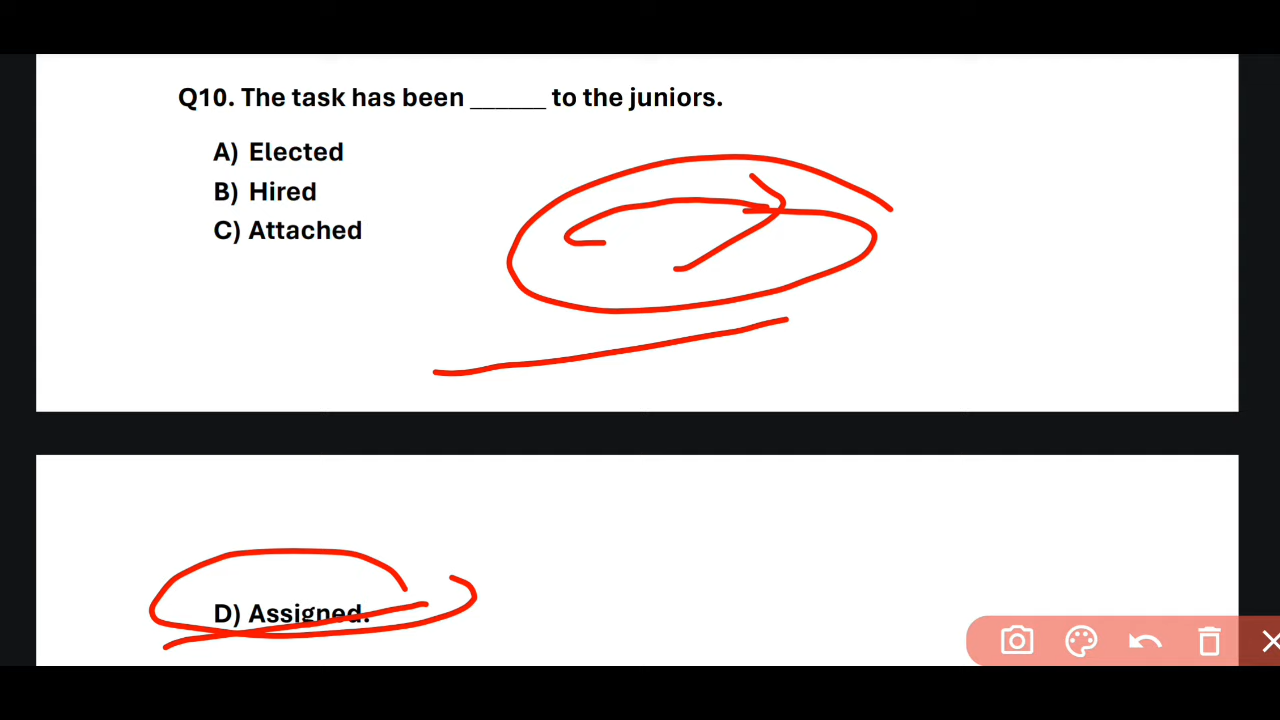 Q10. The task has been ______ to the juniors.
A) Elected
B) Hired
C) Attached
D) Assigned.